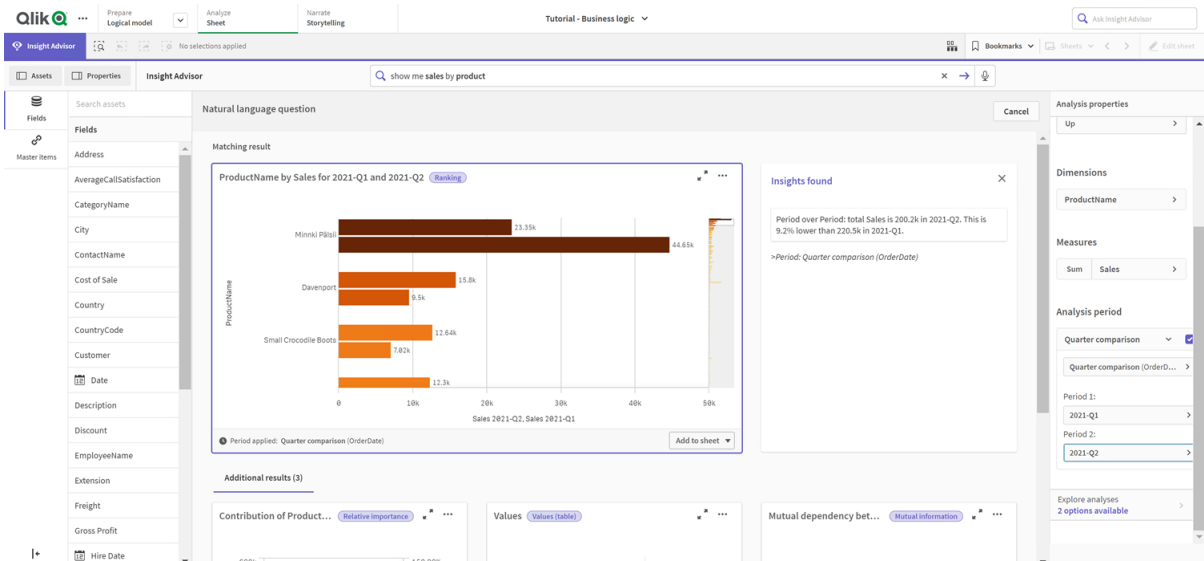 Qlik
Prepare
Logical model
Analyze
Sheet
Narrate
Storytelling
Tutorial - Business logic
Ask Insight Advisor
Insight Advisor
No selections applied
Bookmarks
Sheets
Edit sheet
Assets
Properties
Insight Advisor
show me sales by product
Fields
Master items
Search assets
Fields
Address
AverageCallSatisfaction
CategoryName
City
ContactName
Cost of Sale
Country
CountryCode
Customer
Date
Description
Discount
EmployeeName
Extension
Freight
Gross Profit
Hire Date
Natural language question
Cancel
Matching result
ProductName by Sales for 2021-Q1 and 2021-Q2
Ranking
ProductName
Minnki Pälsii
23.35k
44.65k
Davenport
15.8k
9.5k
Small Crocodile Boots
12.64k
7.02k
12.3k
0
10k
20k
30k
40k
50k
Sales 2021-Q2, Sales 2021-Q1
Period applied: Quarter comparison (OrderDate)
Add to sheet
Insights found
Period over Period: total Sales is 200.2k in 2021-Q2. This is
9.2% lower than 220.5k in 2021-Q1.
>Period: Quarter comparison (OrderDate)
Additional results (3)
Contribution of Product...
Relative importance
Values
Values (table)
Mutual dependency bet...
Mutual information
Analysis properties
Up
Dimensions
ProductName
Measures
Sum
Sales
Analysis period
Quarter comparison
Quarter comparison (OrderD...
Period 1:
2021-Q1
Period 2:
2021-Q2
Explore analyses
2 options available